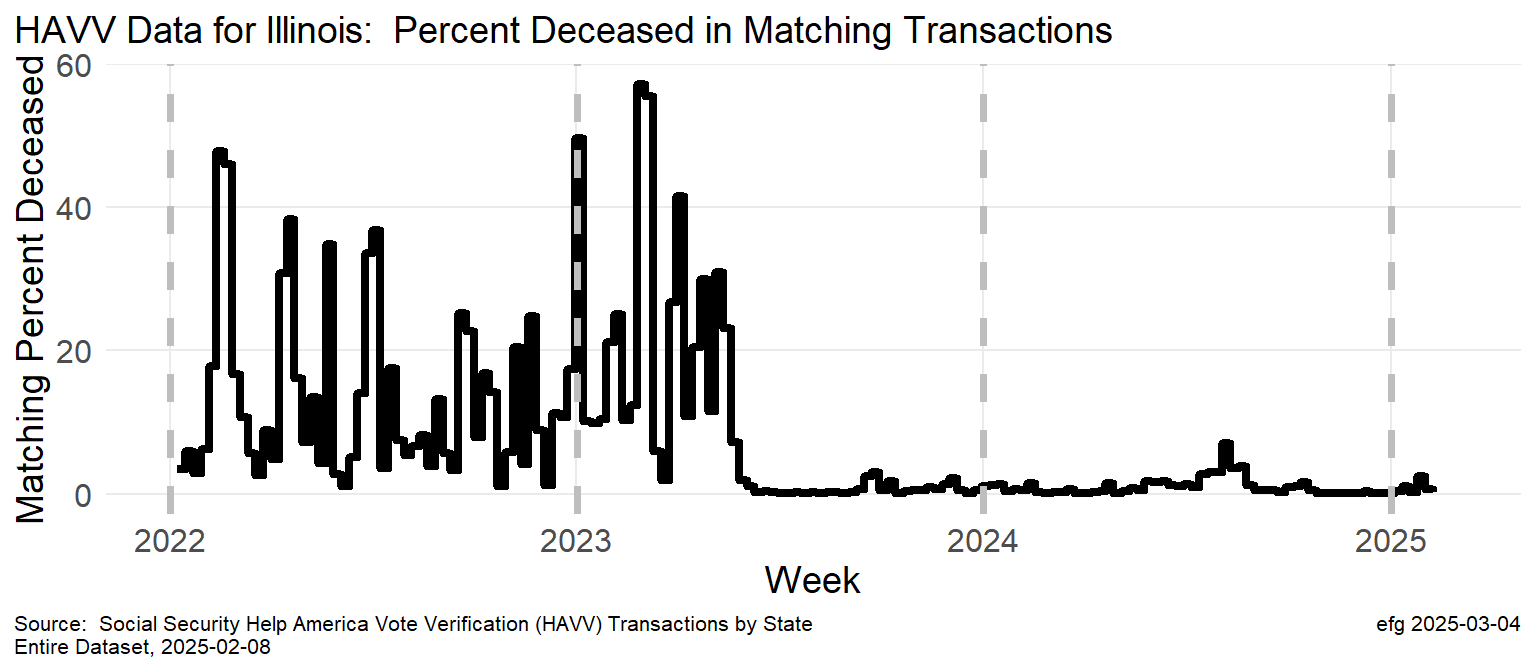 HAVV Data for Illinois:  Percent Deceased in Matching Transactions
Matching Percent Deceased
60
40
20
0
2022
2023
2024
2025
Week
Source:  Social Security Help America Vote Verification (HAVV) Transactions by State
Entire Dataset, 2025-02-08
efg 2025-03-04